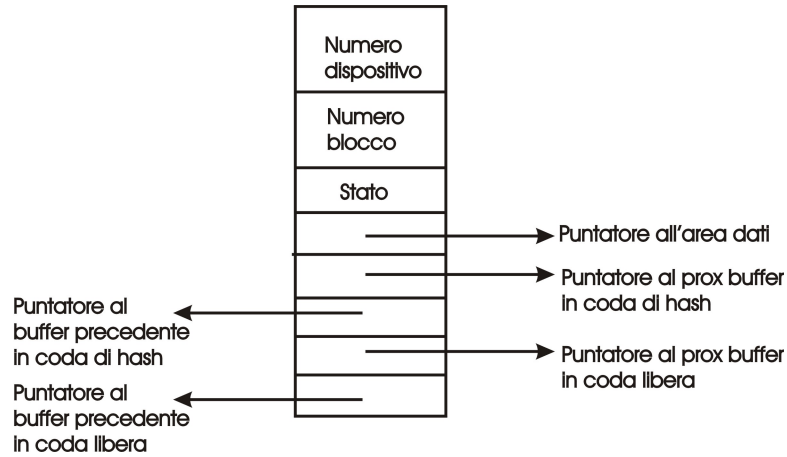 Numero
dispositivo
Numero
blocco
Stato
Puntatore all'area dati
Puntatore al prox buffer
in coda di hash
Puntatore al
buffer precedente
in coda di hash
Puntatore al prox buffer
in coda libera
Puntatore al
buffer precedente
in coda libera